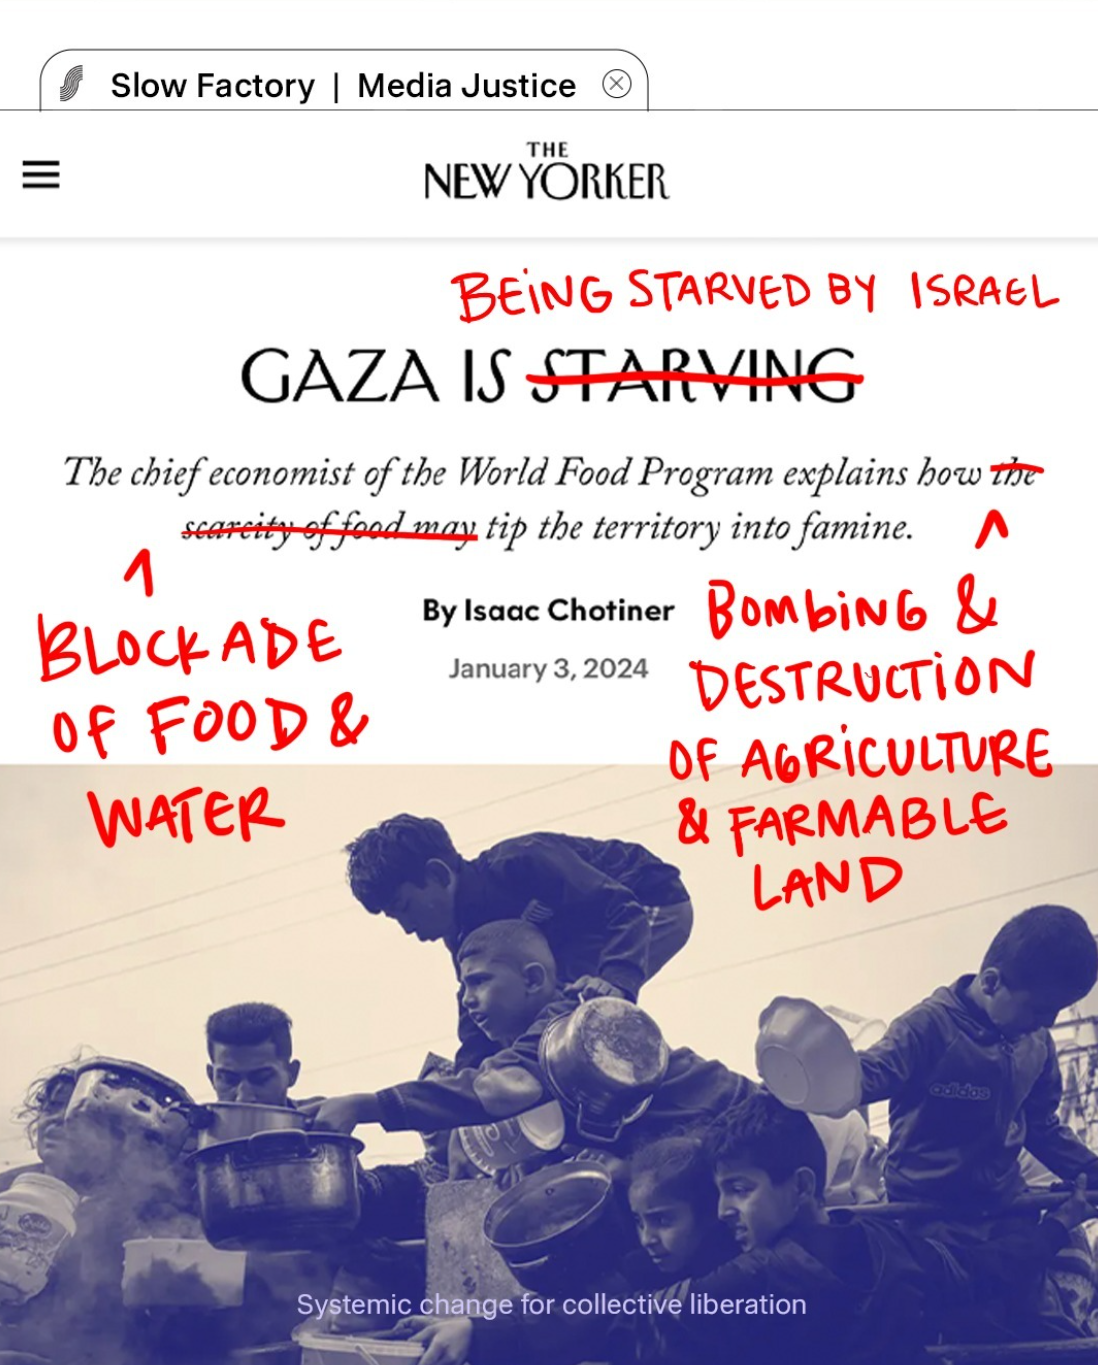 Slow Factory | Media Justice
THE
NEW YORKER
BEING STARVED BY ISRAEL
GAZA IS STARVING
The chief economist of the World Food Program explains how the
scarcity of food may tip the territory into famine.
By Isaac Chotiner
January 3, 2024
BLOCKADE
OF FOOD &
WATER
BOMBING &
DESTRUCTION
OF AGRICULTURE
& FARMABLE
LAND
adidas
Systemic change for collective liberation